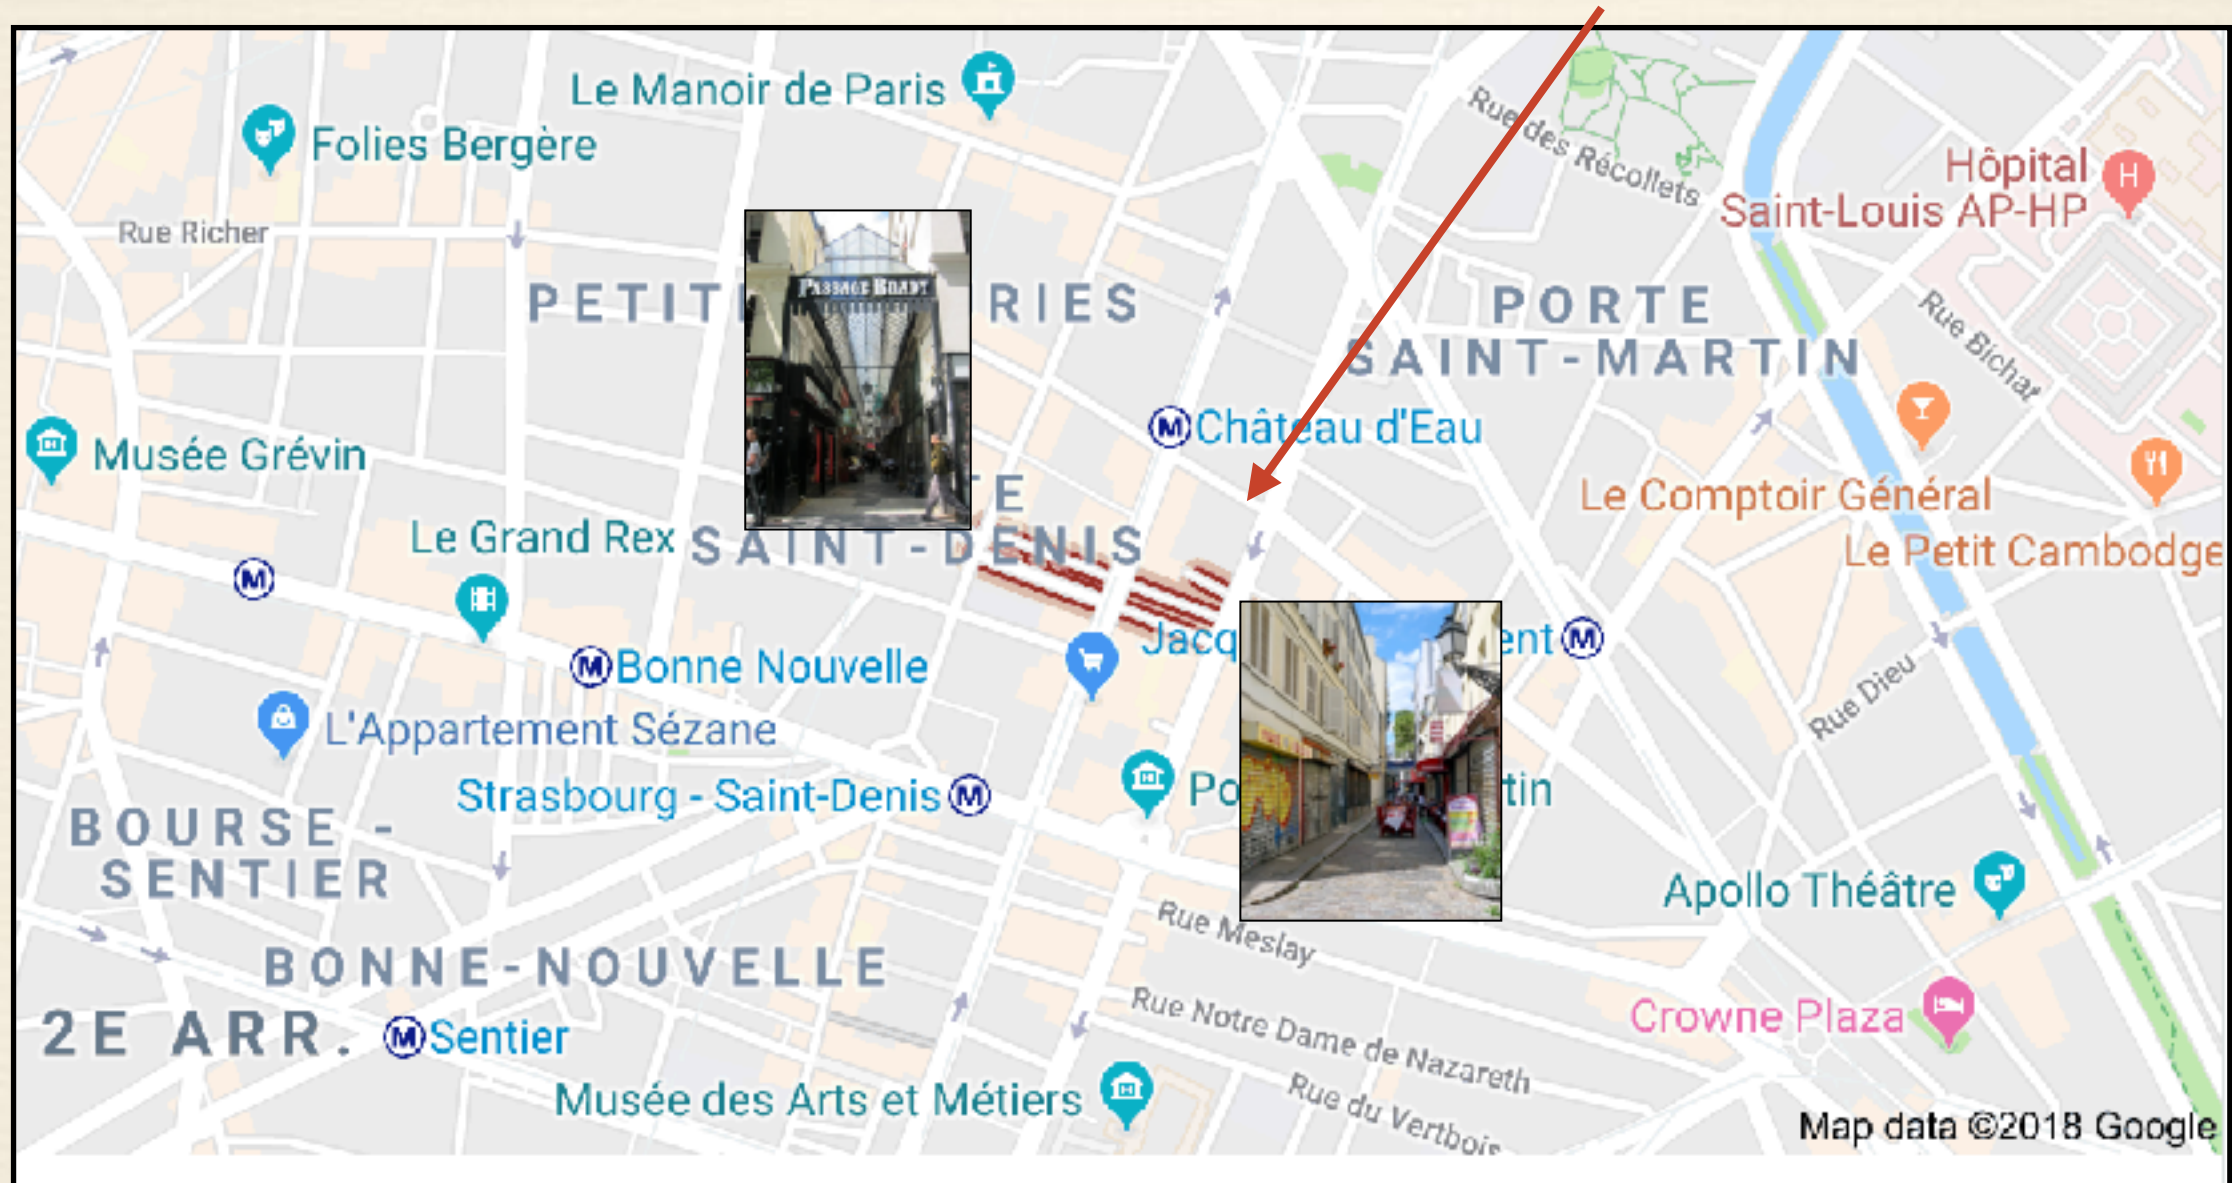 Le Manoir de Paris
Folies Bergère
Rue des Récollets
Hôpital
Saint-Louis AP-HP
Rue Richer
PASSAGE BRADY
PETIT RIES
PORTE
SAINT-MARTIN
Rue Bichat
Château d'Eau
Musée Grévin
TE
SAINT-DENIS
Le Comptoir Général
Le Grand Rex
Le Petit Cambodge
M
Jacq ent
Bonne Nouvelle
Rue Dieu
L'Appartement Sézane
Strasbourg - Saint-Denis
Po tin
BOURSE -
SENTIER
Apollo Théâtre
Rue Meslay
BONNE-NOUVELLE
Rue Notre Dame de Nazareth
Crowne Plaza
2E ARR.
Sentier
Musée des Arts et Métiers
Rue du Vertbois
Map data ©2018 Google